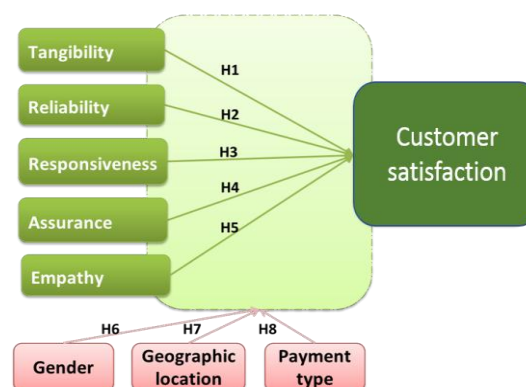 Tangibility
H1
Reliability
H2
Responsiveness
H3
Assurance
H4
Empathy
H5
Customer
satisfaction
H6
H7
H8
Gender
Geographic
location
Payment
type